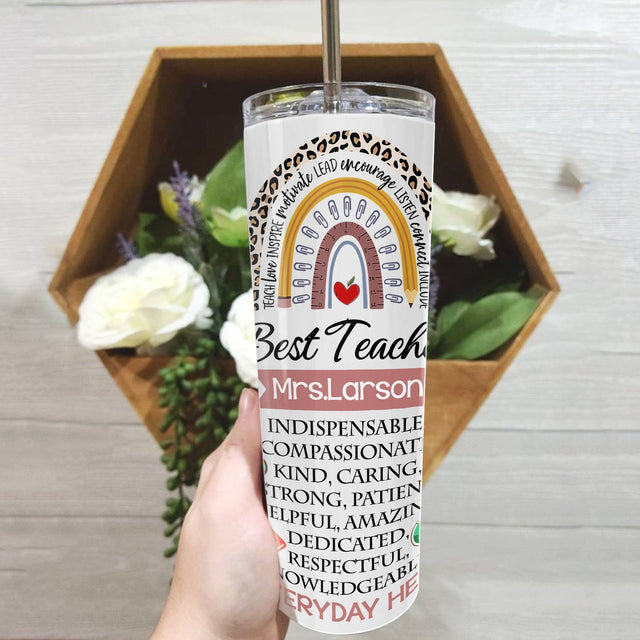 TEACH love INSPIRE motivate LEAD encourage LISTEN connect INCLUDE
Best Teach
Mrs.Larson
INDISPENSABLE
COMPASSIONAT
KIND, CARING,
TRONG, PATIEN
ELPFUL, AMAZIN
DEDICATED,
RESPECTFUL,
NOWLEDGEABL
ERYDAY HE